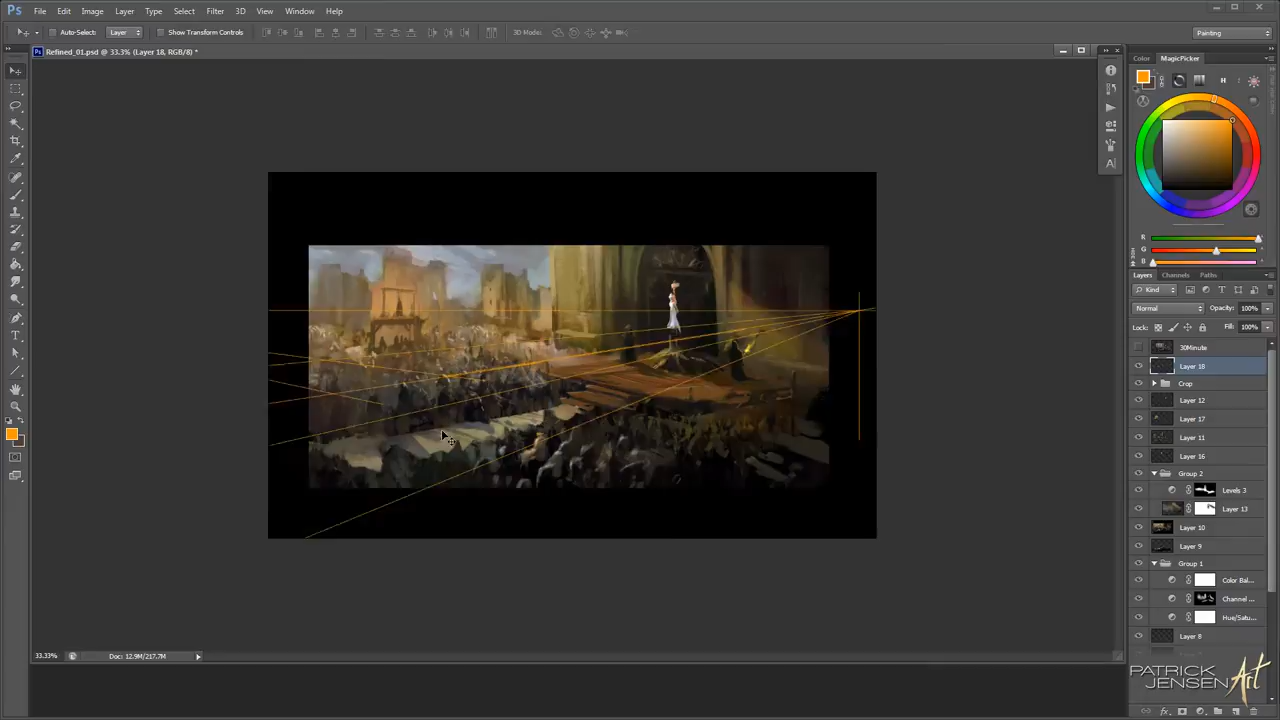 Ps File Edit Image Layer Type Select Filter 3D View Window Help
Auto-Select: Layer Show Transform Controls 3D Mode: Painting
Ps Refined_01.psd @ 33.3% (Layer 18, RGB/8) *
Color MagicPicker
H
R
G
B
Layers Channels Paths
Kind
Normal Opacity: 100%
Lock: Fill: 100%
30Minute
Layer 18
Crop
Layer 12
Layer 17
Layer 11
Layer 16
Group 2
Levels 3
Layer 13
Layer 10
Layer 9
Group 1
Color Bal...
Channel ...
Hue/Satu...
Layer 8
33.33% Doc: 12.9M/217.7M
PATRICK
JENSEN Art